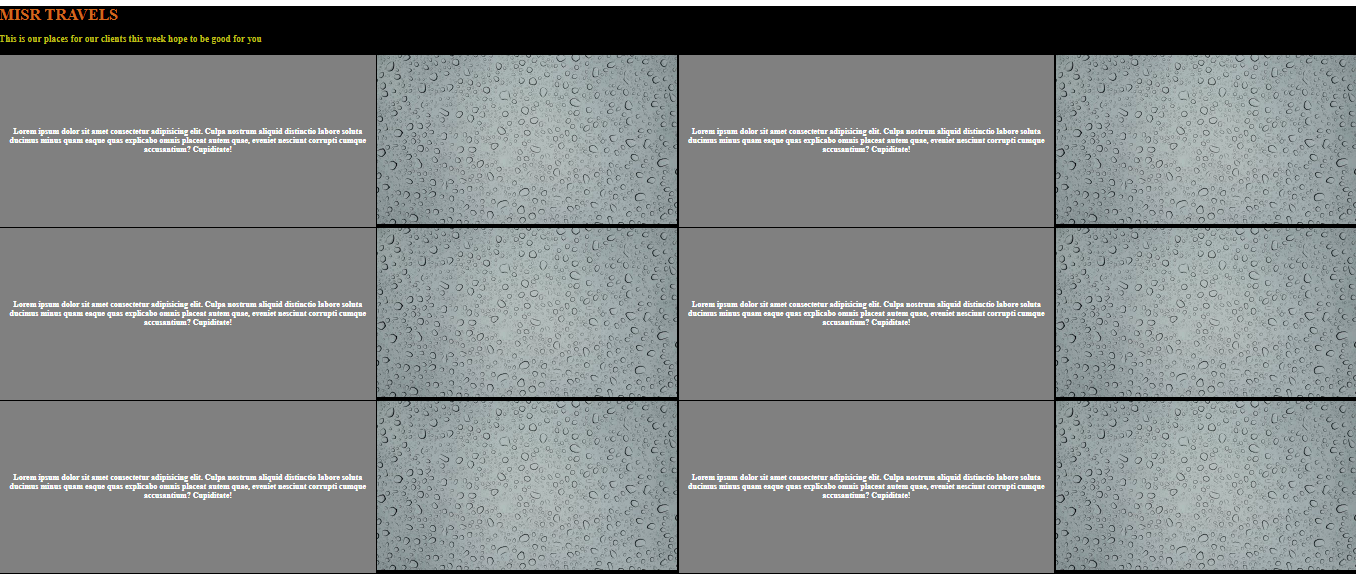 MISR TRAVELS
This is our places for our clients this week hope to be good for you
Lorem ipsum dolor sit amet consectetur adipisicing elit. Culpa nostrum aliquid distinctio labore soluta
ducimus minus quam eaque quas explicabo omnis placeat autem quae, eveniet nesciunt corrupti cumque
accusantium? Cupiditate!
Lorem ipsum dolor sit amet consectetur adipisicing elit. Culpa nostrum aliquid distinctio labore soluta
ducimus minus quam eaque quas explicabo omnis placeat autem quae, eveniet nesciunt corrupti cumque
accusantium? Cupiditate!
Lorem ipsum dolor sit amet consectetur adipisicing elit. Culpa nostrum aliquid distinctio labore soluta
ducimus minus quam eaque quas explicabo omnis placeat autem quae, eveniet nesciunt corrupti cumque
accusantium? Cupiditate!
Lorem ipsum dolor sit amet consectetur adipisicing elit. Culpa nostrum aliquid distinctio labore soluta
ducimus minus quam eaque quas explicabo omnis placeat autem quae, eveniet nesciunt corrupti cumque
accusantium? Cupiditate!
Lorem ipsum dolor sit amet consectetur adipisicing elit. Culpa nostrum aliquid distinctio labore soluta
ducimus minus quam eaque quas explicabo omnis placeat autem quae, eveniet nesciunt corrupti cumque
accusantium? Cupiditate!
Lorem ipsum dolor sit amet consectetur adipisicing elit. Culpa nostrum aliquid distinctio labore soluta
ducimus minus quam eaque quas explicabo omnis placeat autem quae, eveniet nesciunt corrupti cumque
accusantium? Cupiditate!